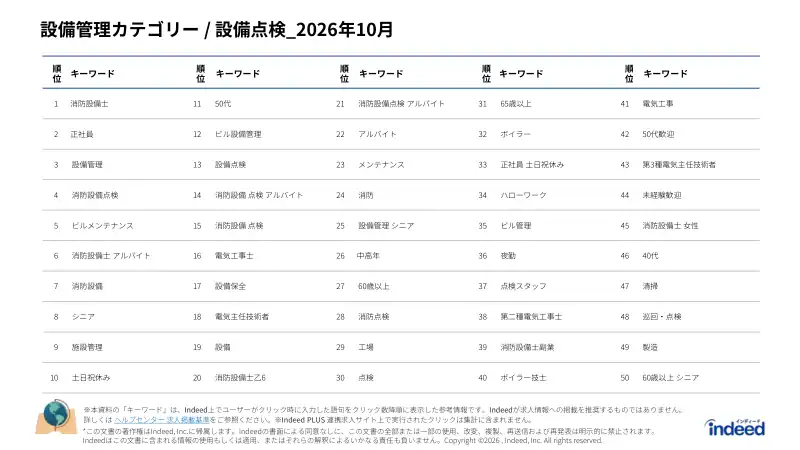 設備管理カテゴリー / 設備点検_2026年10月
順位 キーワード 順位 キーワード 順位 キーワード 順位 キーワード 順位 キーワード
1 消防設備士 11 50代 21 消防設備点検 アルバイト 31 65歳以上 41 電気工事
2 正社員 12 ビル設備管理 22 アルバイト 32 ボイラー 42 50代歓迎
3 設備管理 13 設備点検 23 メンテナンス 33 正社員 土日祝休み 43 第3種電気主任技術者
4 消防設備点検 14 消防設備 点検 アルバイト 24 消防 34 ハローワーク 44 未経験歓迎
5 ビルメンテナンス 15 消防設備 点検 25 設備管理 シニア 35 ビル管理 45 消防設備士 女性
6 消防設備士 アルバイト 16 電気工事士 26 中高年 36 夜勤 46 40代
7 消防設備 17 設備保全 27 60歳以上 37 点検スタッフ 47 清掃
8 シニア 18 電気主任技術者 28 消防点検 38 第二種電気工事士 48 巡回・点検
9 施設管理 19 設備 29 工場 39 消防設備士副業 49 製造
10 土日祝休み 20 消防設備士乙6 30 点検 40 ボイラー技士 50 60歳以上 シニア
※本資料の「キーワード」は、Indeed上でユーザーがクリック時に入力した語句をクリック数降順に表示した参考情報です。Indeedが求人情報への掲載を推奨するものではありません。
詳しくは ヘルプセンター 求人掲載基準をご参照ください。※Indeed PLUS 連携求人サイト上で実行されたクリックは集計に含まれません。
*この文書の著作権はIndeed, Inc.に帰属します。Indeedの書面による同意なしに、この文書の全部または一部の使用、改変、複製、再送信および再発表は明示的に禁止されます。
Indeedはこの文書に含まれる情報の使用もしくは適用、またはそれらの解釈によるいかなる責任も負いません。Copyright ©2026 , Indeed, Inc. All rights reserved.
インディード
indeed